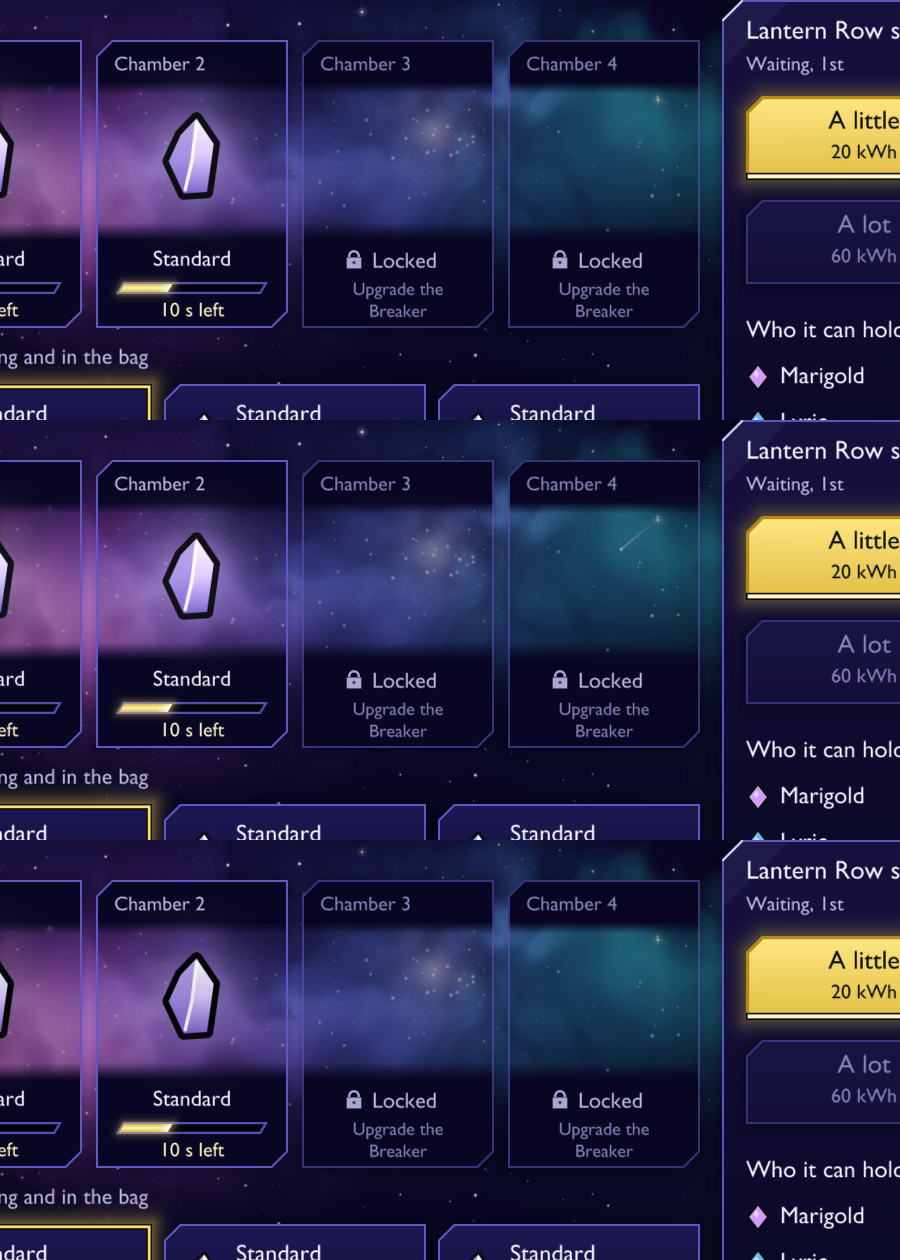 Chamber 2
Chamber 3
Chamber 4
Lantern Row s
Waiting, 1st
A little
20 kWh
A lot
60 kWh
ard
Standard
Locked
Locked
eft
10 s left
Upgrade the
Breaker
Upgrade the
Breaker
Who it can hold
ng and in the bag
Marigold
ndard
Standard
Standard
Chamber 2
Chamber 3
Chamber 4
Lantern Row s
Waiting, 1st
A little
20 kWh
A lot
60 kWh
ard
Standard
Locked
Locked
eft
10 s left
Upgrade the
Breaker
Upgrade the
Breaker
Who it can hold
ng and in the bag
Marigold
ndard
Standard
Standard
Chamber 2
Chamber 3
Chamber 4
Lantern Row s
Waiting, 1st
A little
20 kWh
A lot
60 kWh
ard
Standard
Locked
Locked
eft
10 s left
Upgrade the
Breaker
Upgrade the
Breaker
Who it can hold
ng and in the bag
Marigold
ndard
Standard
Standard